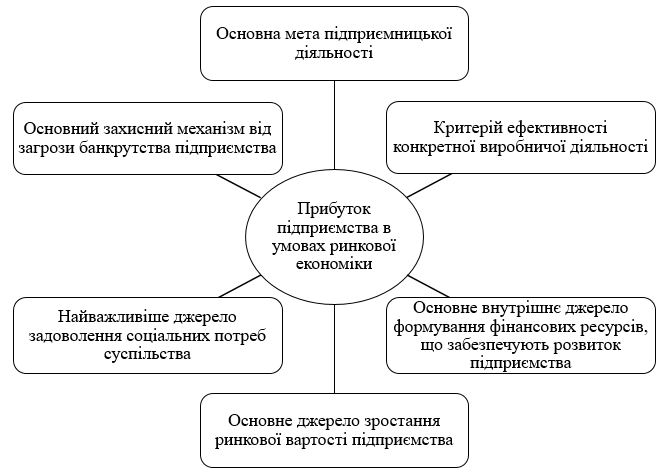 Основна мета підприємницької
діяльності
Основний захисний механізм від
загрози банкрутства підприємства
Критерій ефективності
конкретної виробничої діяльності
Прибуток
підприємства в
умовах ринкової
економіки
Найважливіше джерело
задоволення соціальних потреб
суспільства
Основне внутрішнє джерело
формування фінансових ресурсів,
що забезпечують розвиток
підприємства
Основне джерело зростання
ринкової вартості підприємства